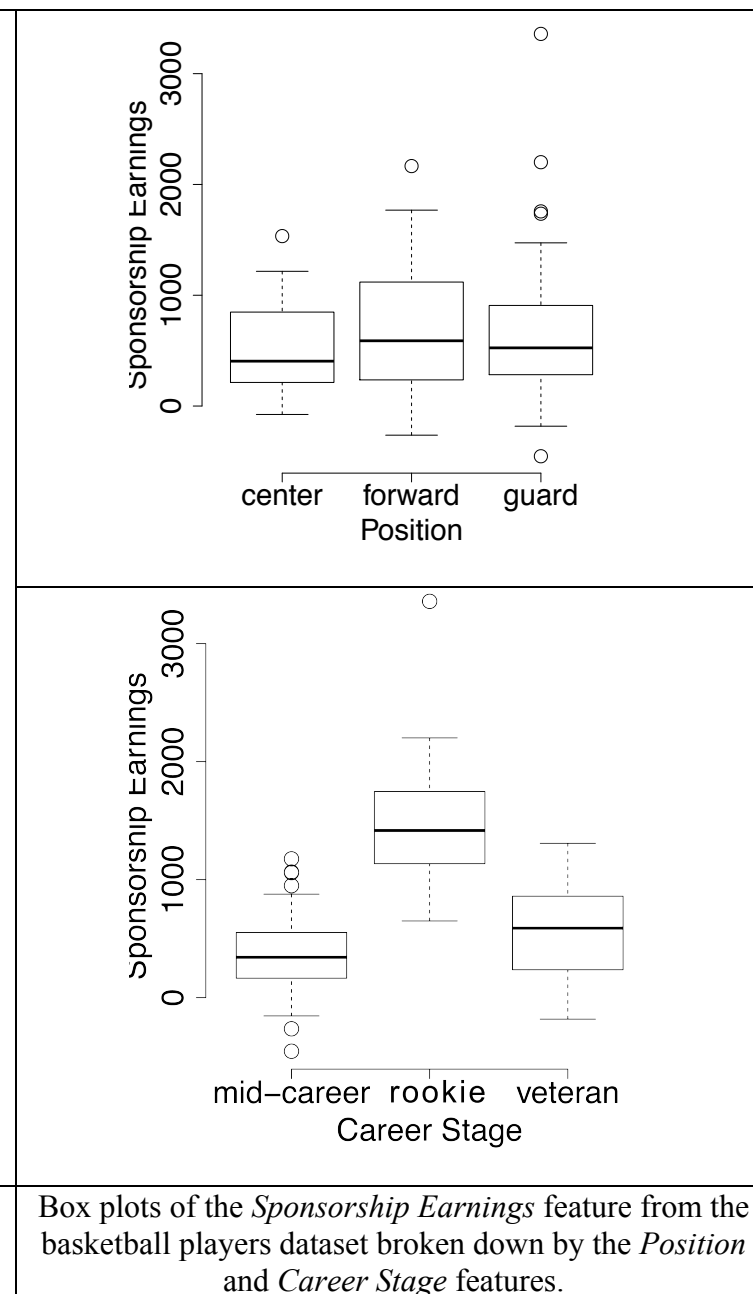 3000
2000
1000
0
Sponsorship Earnings
center forward guard
Position
3000
2000
1000
0
Sponsorship Earnings
mid-career rookie veteran
Career Stage
Box plots of the Sponsorship Earnings feature from the
basketball players dataset broken down by the Position
and Career Stage features.